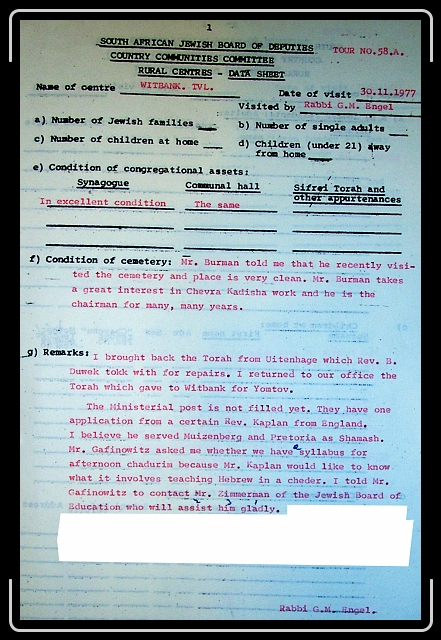 1
SOUTH AFRICAN JEWISH BOARD OF DEPUTIES
TOUR NO.58.A.
COUNTRY COMMUNITIES COMMITTEE
RURAL CENTRES - DATA SHEET
Name of centre WITBANK. TVL. Date of visit 30.11.1977
Visited by Rabbi G.M. Engel
a) Number of Jewish families b) Number of single adults
c) Number of children at home d) Children (under 21) away
from home
e) Condition of congregational assets:
Synagogue Communal hall Sifrei Torah and
other appurtenances
In excellent condition The same
f) Condition of cemetery: Mr. Burman told me that he recently visi-
ted the cemetery and place is very clean. Mr. Burman takes
a great interest in Chevra Kadisha work and he is the
chairman for many, many years.
g) Remarks: I brought back the Torah from Uitenhage which Rev. B.
Duwek tokk with for repairs. I returned to our office the
Torah which gave to Witbank for Yomtov.
The Ministerial post is not filled yet. They have one
application from a certain Rev. Kaplan from England.
I believe he served Muizenberg and Pretoria as Shamash.
Mr. Gafinowitz asked me whether we have a syllabus for
afternoon chadurim because Mr. Kaplan would like to know
what it involves teaching Hebrew in a cheder. I told Mr.
Gafinowitz to contact Mr. Zimmerman of the Jewish Board of
Education who will assist him gladly.
Rabbi G.M. Engel.